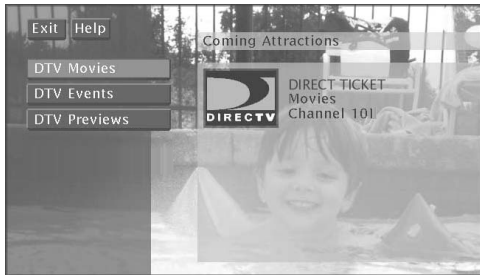 Exit Help
Coming Attractions
DTV Movies
DTV Events
DTV Previews
DIRECTV
DIRECT TICKET
Movies
Channel 101